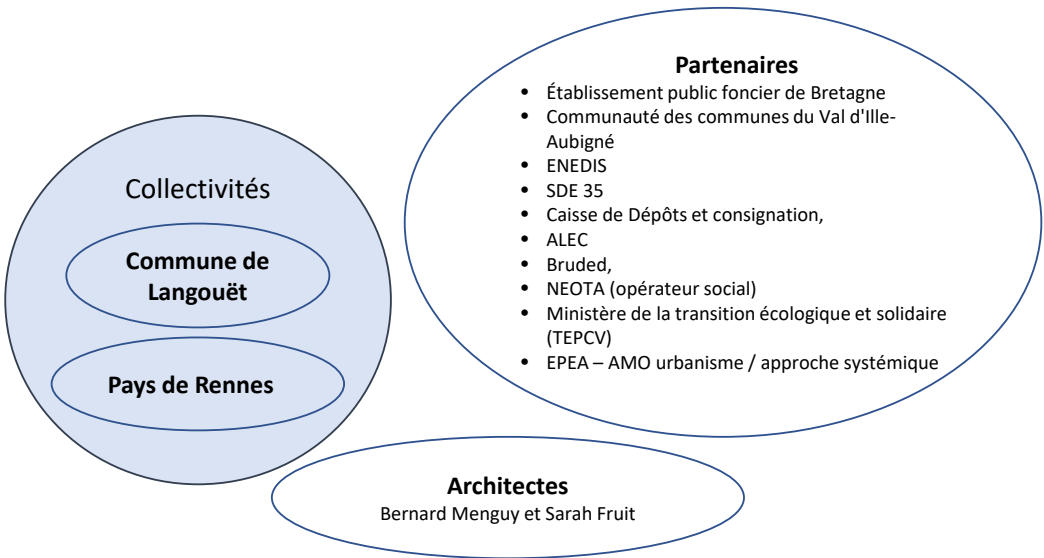 Collectivités
Commune de
Langouët
Pays de Rennes
Partenaires
• Établissement public foncier de Bretagne
• Communauté des communes du Val d'Ille-
Aubigné
• ENEDIS
• SDE 35
• Caisse de Dépôts et consignation,
• ALEC
• Bruded,
• NEOTA (opérateur social)
• Ministère de la transition écologique et solidaire
(TEPCV)
• EPEA – AMO urbanisme / approche systémique
Architectes
Bernard Menguy et Sarah Fruit